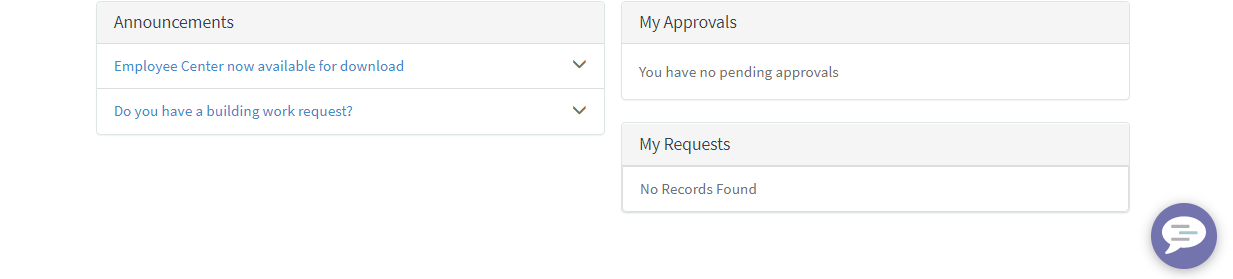 Announcements
Employee Center now available for download
Do you have a building work request?
My Approvals
You have no pending approvals
My Requests
No Records Found